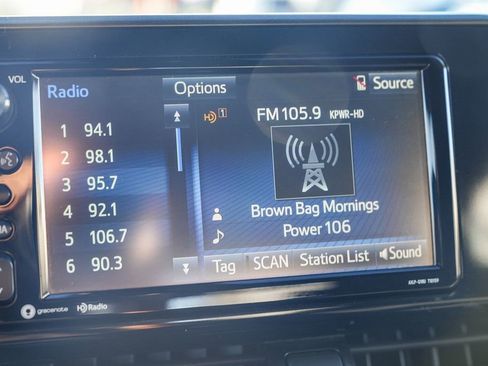 VOL
Radio
Options
Source
HD 1
FM 105.9 KPWR-HD
1 94.1
2 98.1
3 95.7
4 92.1
5 106.7
6 90.3
Brown Bag Mornings
Power 106
Tag
SCAN
Station List
Sound
gracenote
HD Radio